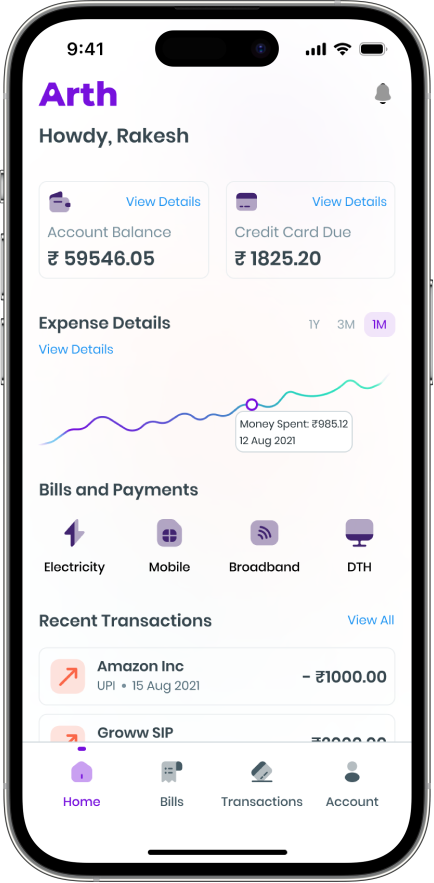 9:41
Arth
Howdy, Rakesh
View Details
Account Balance
₹ 59546.05
View Details
Credit Card Due
₹ 1825.20
Expense Details
1Y 3M 1M
View Details
Money Spent: ₹985.12
12 Aug 2021
Bills and Payments
Electricity Mobile Broadband DTH
Recent Transactions View All
Amazon Inc
UPI • 15 Aug 2021
- ₹1000.00
Groww SIP
Home Bills Transactions Account